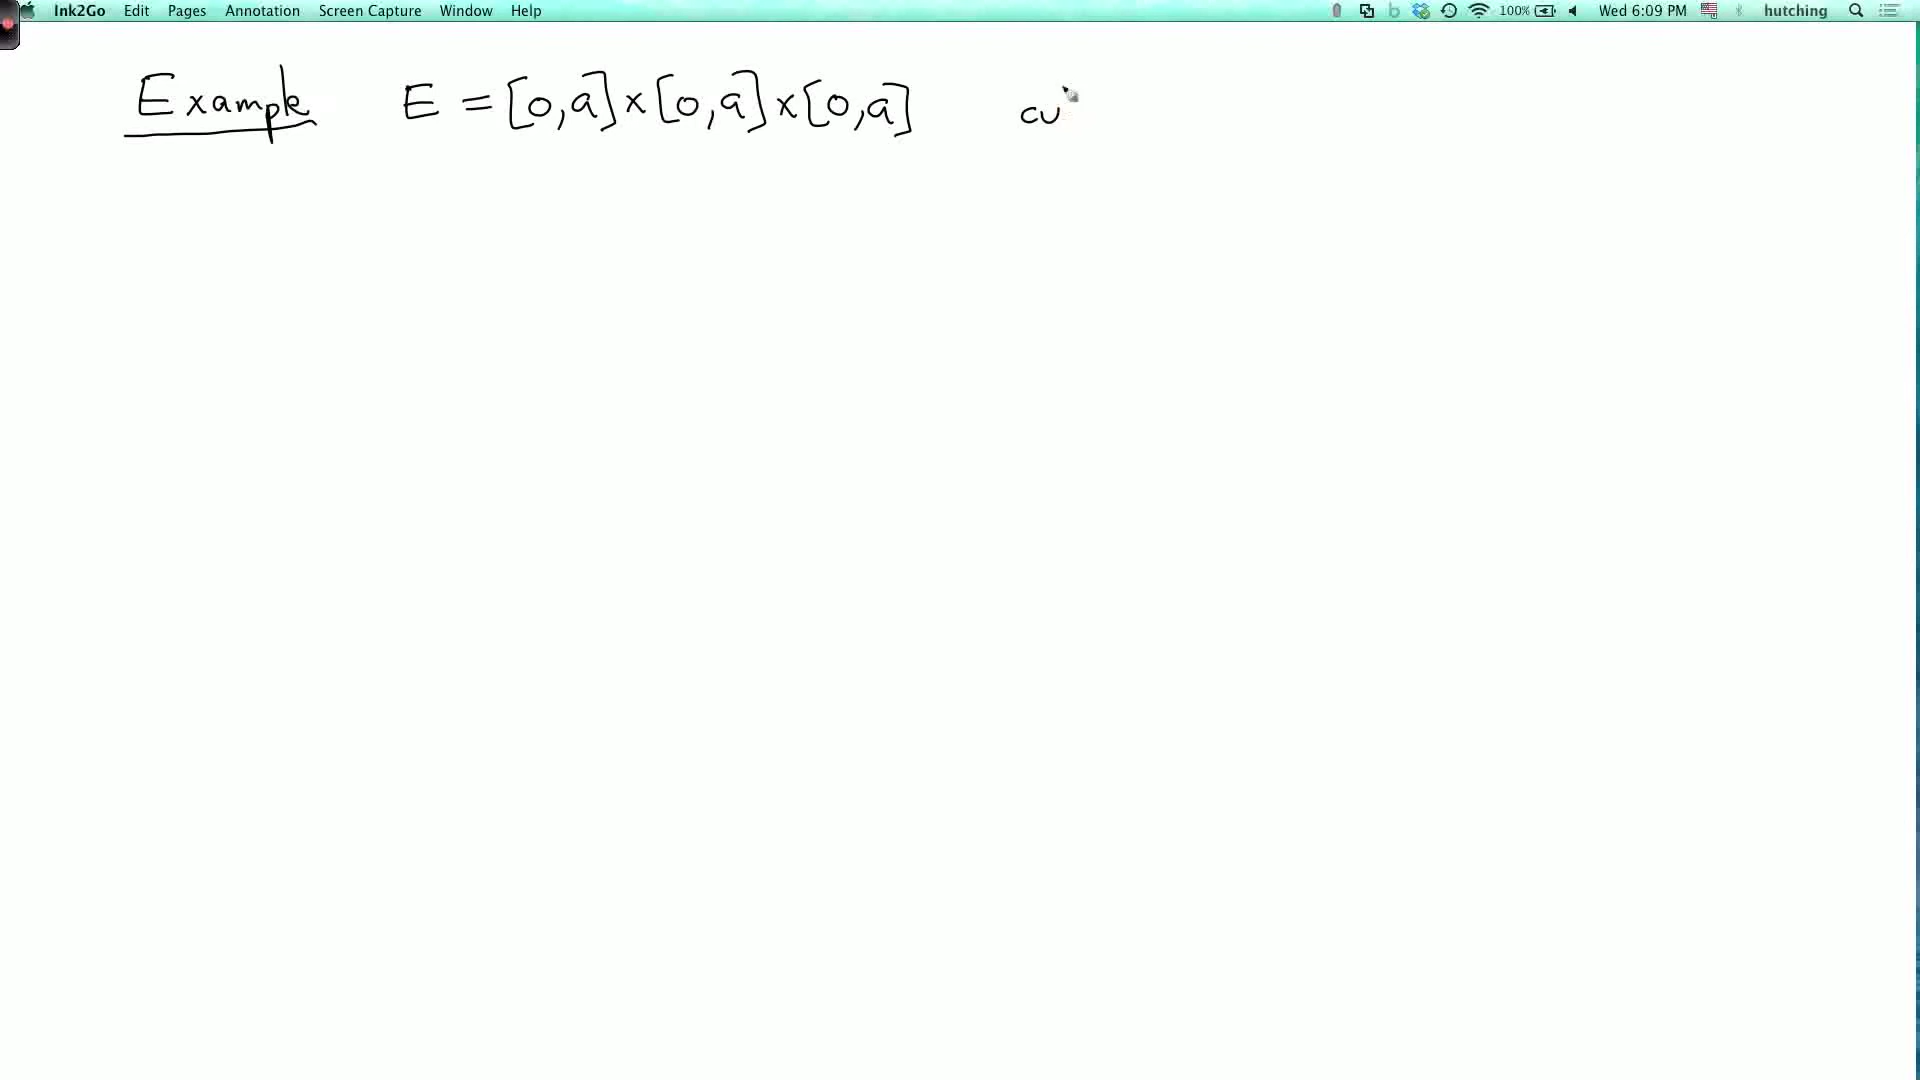 Ink2Go Edit Pages Annotation Screen Capture Window Help 100% Wed 6:09 PM hutching
Example E = [0,a]×[0,a]×[0,a] cu